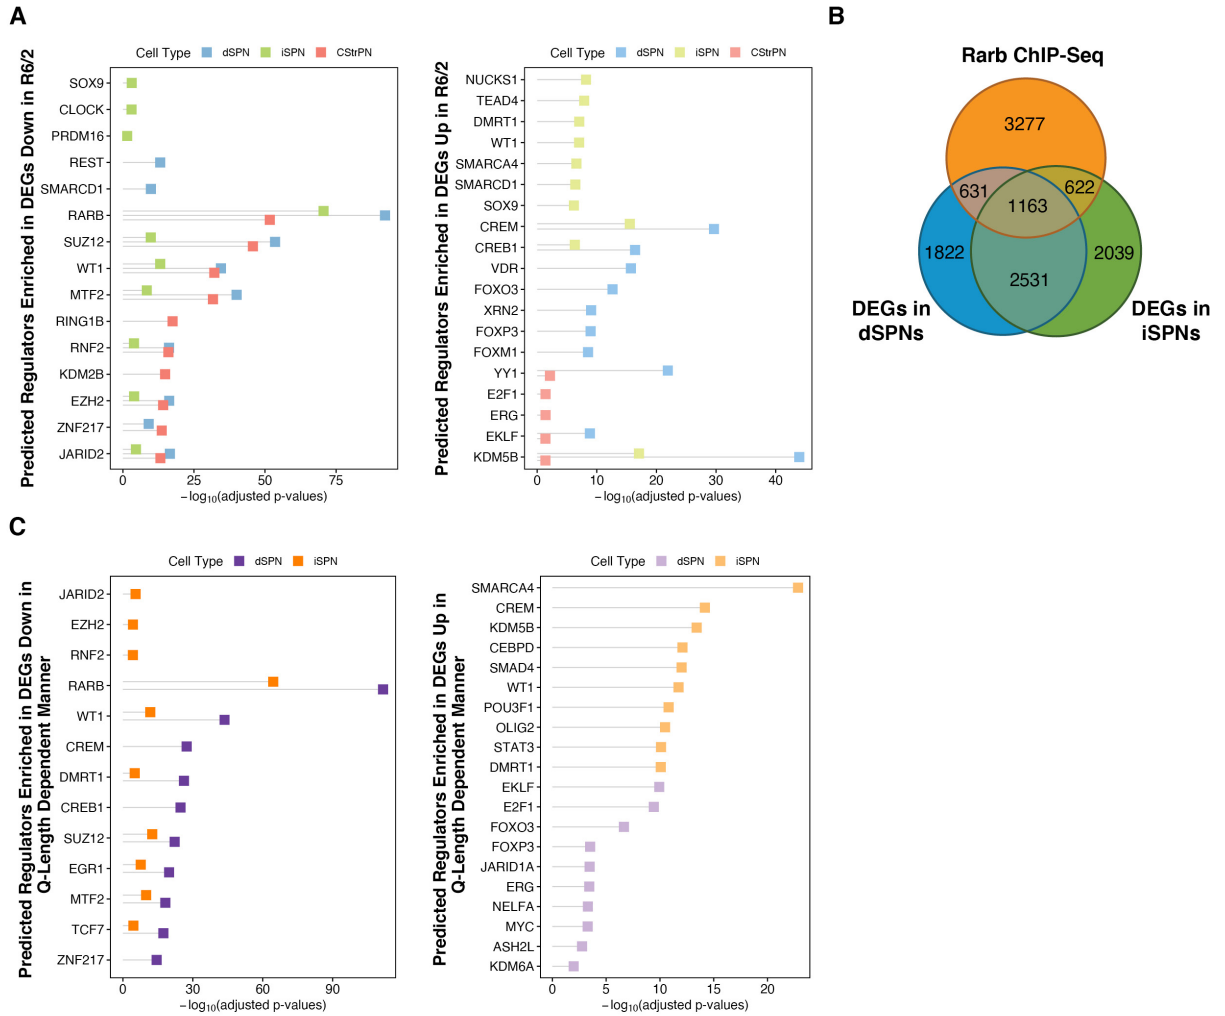 A
Cell Type dSPN iSPN CStrPN
Predicted Regulators Enriched in DEGs Down in R6/2
SOX9
CLOCK
PRDM16
REST
SMARCD1
RARB
SUZ12
WT1
MTF2
RING1B
RNF2
KDM2B
EZH2
ZNF217
JARID2
0 25 50 75
−log10(adjusted p-values)
Cell Type dSPN iSPN CStrPN
Predicted Regulators Enriched in DEGs Up in R6/2
NUCKS1
TEAD4
DMRT1
WT1
SMARCA4
SMARCD1
SOX9
CREM
CREB1
VDR
FOXO3
XRN2
FOXP3
FOXM1
YY1
E2F1
ERG
EKLF
KDM5B
0 10 20 30 40
−log10(adjusted p-values)
B
Rarb ChIP-Seq
3277
631
622
1163
1822
2039
2531
DEGs in
dSPNs
DEGs in
iSPNs
C
Cell Type dSPN iSPN
Predicted Regulators Enriched in DEGs Down in
Q-Length Dependent Manner
JARID2
EZH2
RNF2
RARB
WT1
CREM
DMRT1
CREB1
SUZ12
EGR1
MTF2
TCF7
ZNF217
0 30 60 90
−log10(adjusted p-values)
Cell Type dSPN iSPN
Predicted Regulators Enriched in DEGs Up in
Q-Length Dependent Manner
SMARCA4
CREM
KDM5B
CEBPD
SMAD4
WT1
POU3F1
OLIG2
STAT3
DMRT1
EKLF
E2F1
FOXO3
FOXP3
JARID1A
ERG
NELFA
MYC
ASH2L
KDM6A
0 5 10 15 20
−log10(adjusted p-values)